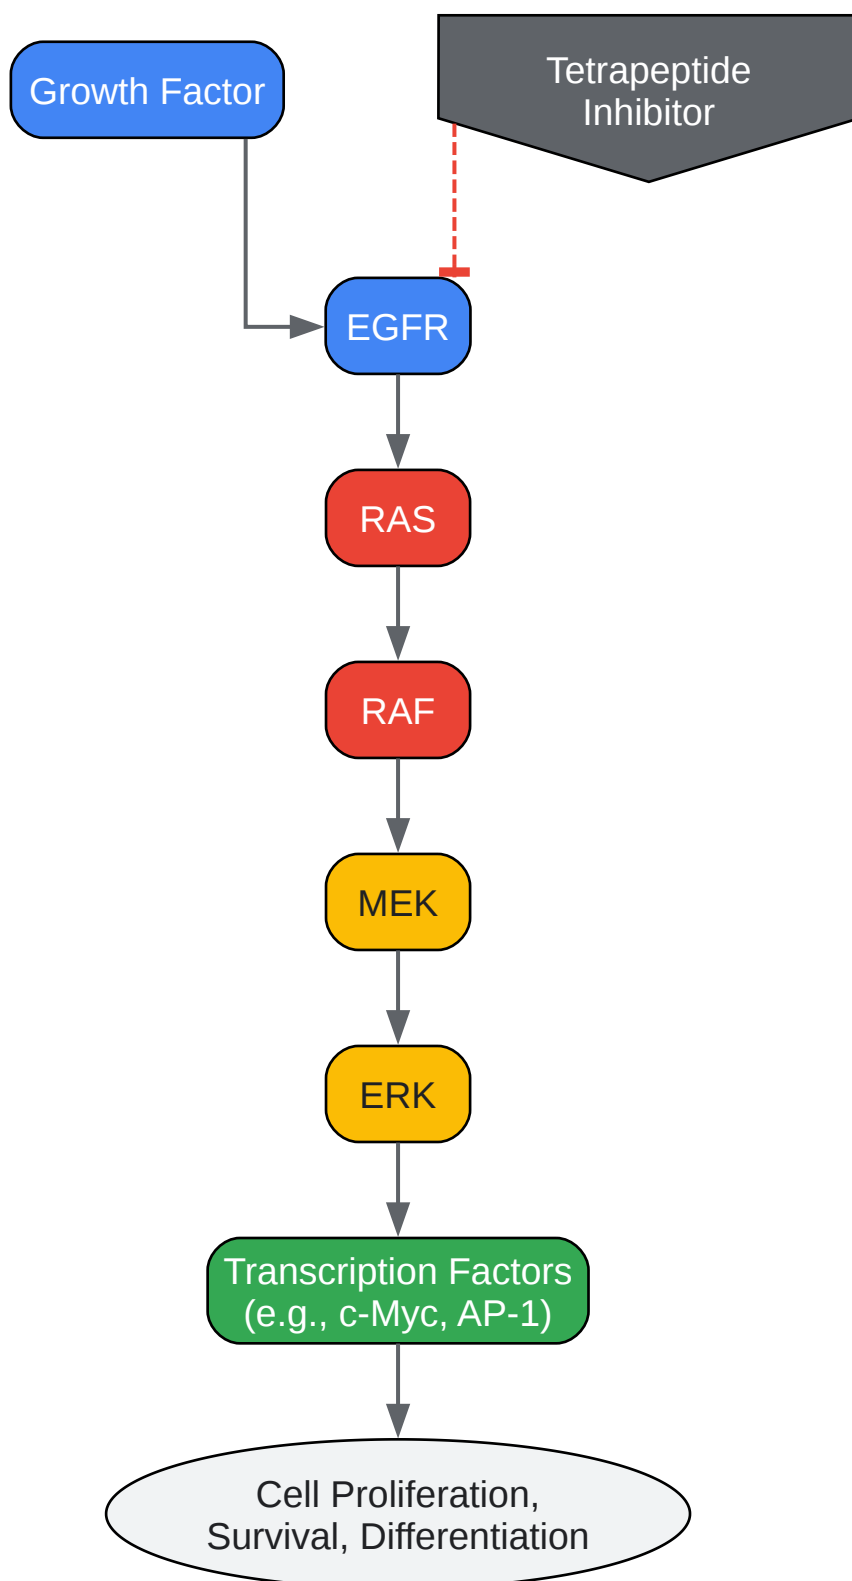 Growth Factor
Tetrapeptide
Inhibitor
EGFR
RAS
RAF
MEK
ERK
Transcription Factors
(e.g., c-Myc, AP-1)
Cell Proliferation,
Survival, Differentiation